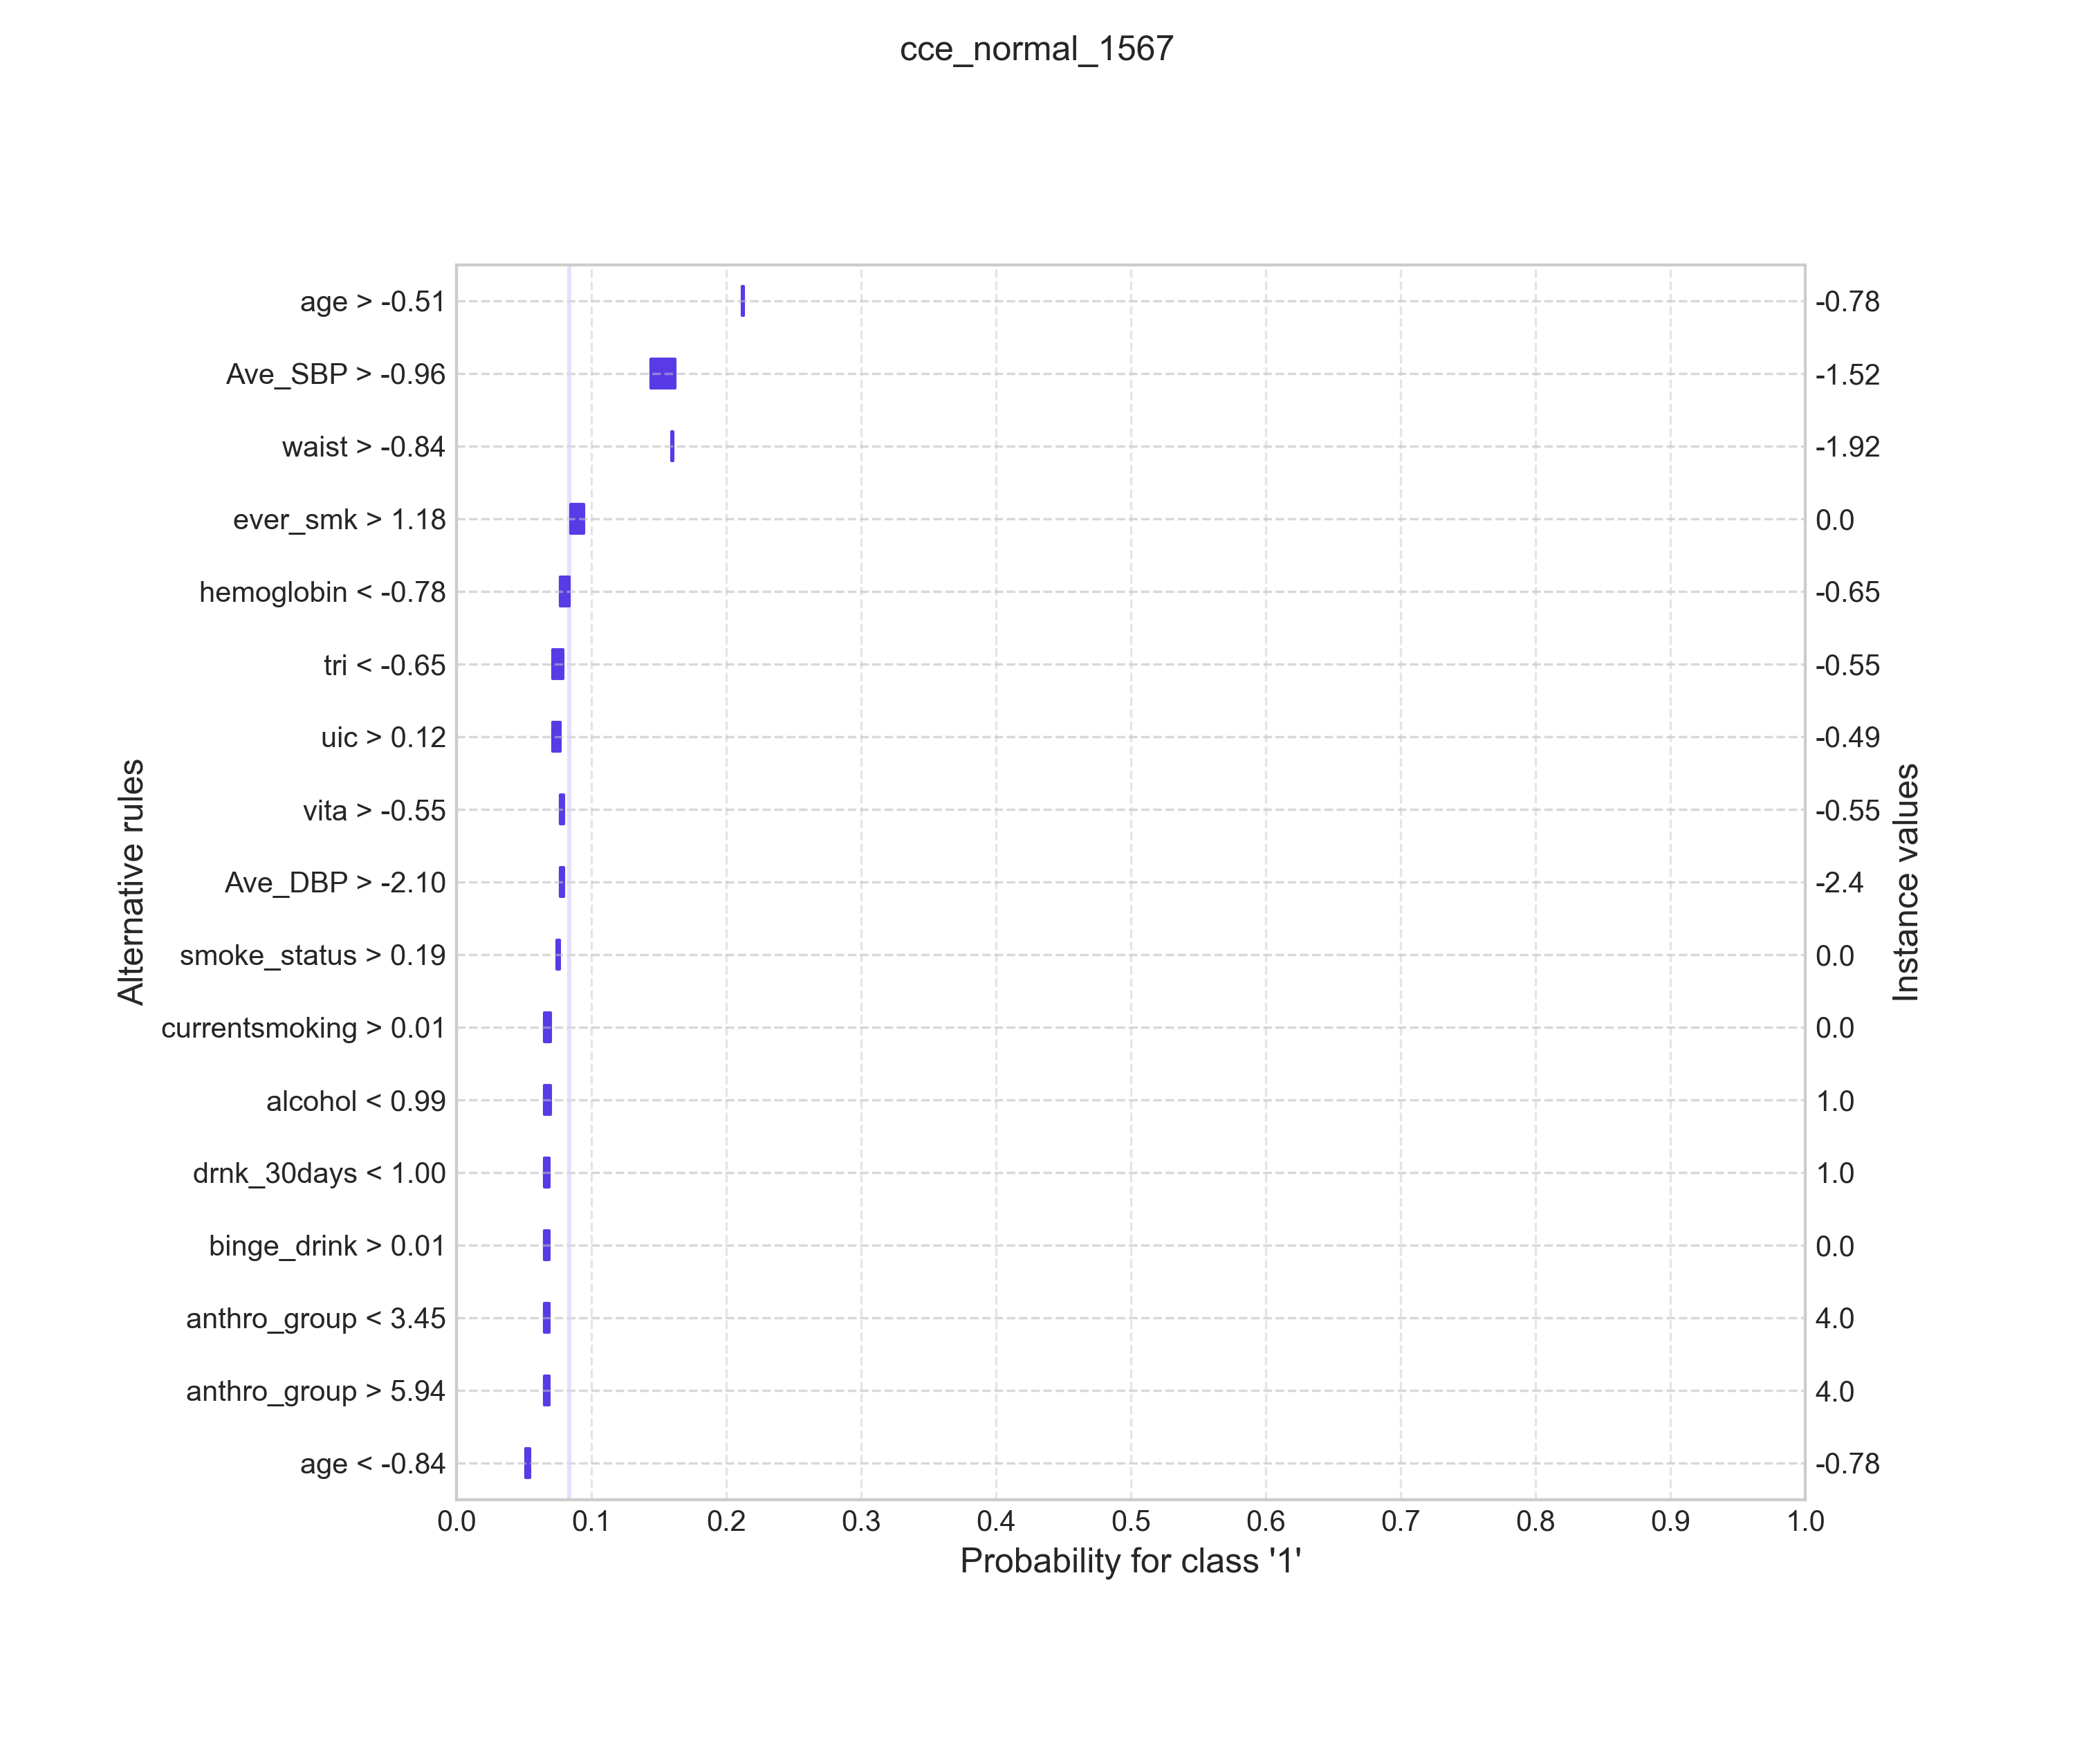 cce_normal_1567
age > -0.51 -0.78
Ave_SBP > -0.96 -1.52
waist > -0.84 -1.92
ever_smk > 1.18 0.0
hemoglobin < -0.78 -0.65
tri < -0.65 -0.55
uic > 0.12 -0.49
vita > -0.55 -0.55
Ave_DBP > -2.10 -2.4
smoke_status > 0.19 0.0
currentsmoking > 0.01 0.0
alcohol < 0.99 1.0
drnk_30days < 1.00 1.0
binge_drink > 0.01 0.0
anthro_group < 3.45 4.0
anthro_group > 5.94 4.0
age < -0.84 -0.78
Alternative rules
Instance values
0.0 0.1 0.2 0.3 0.4 0.5 0.6 0.7 0.8 0.9 1.0
Probability for class '1'